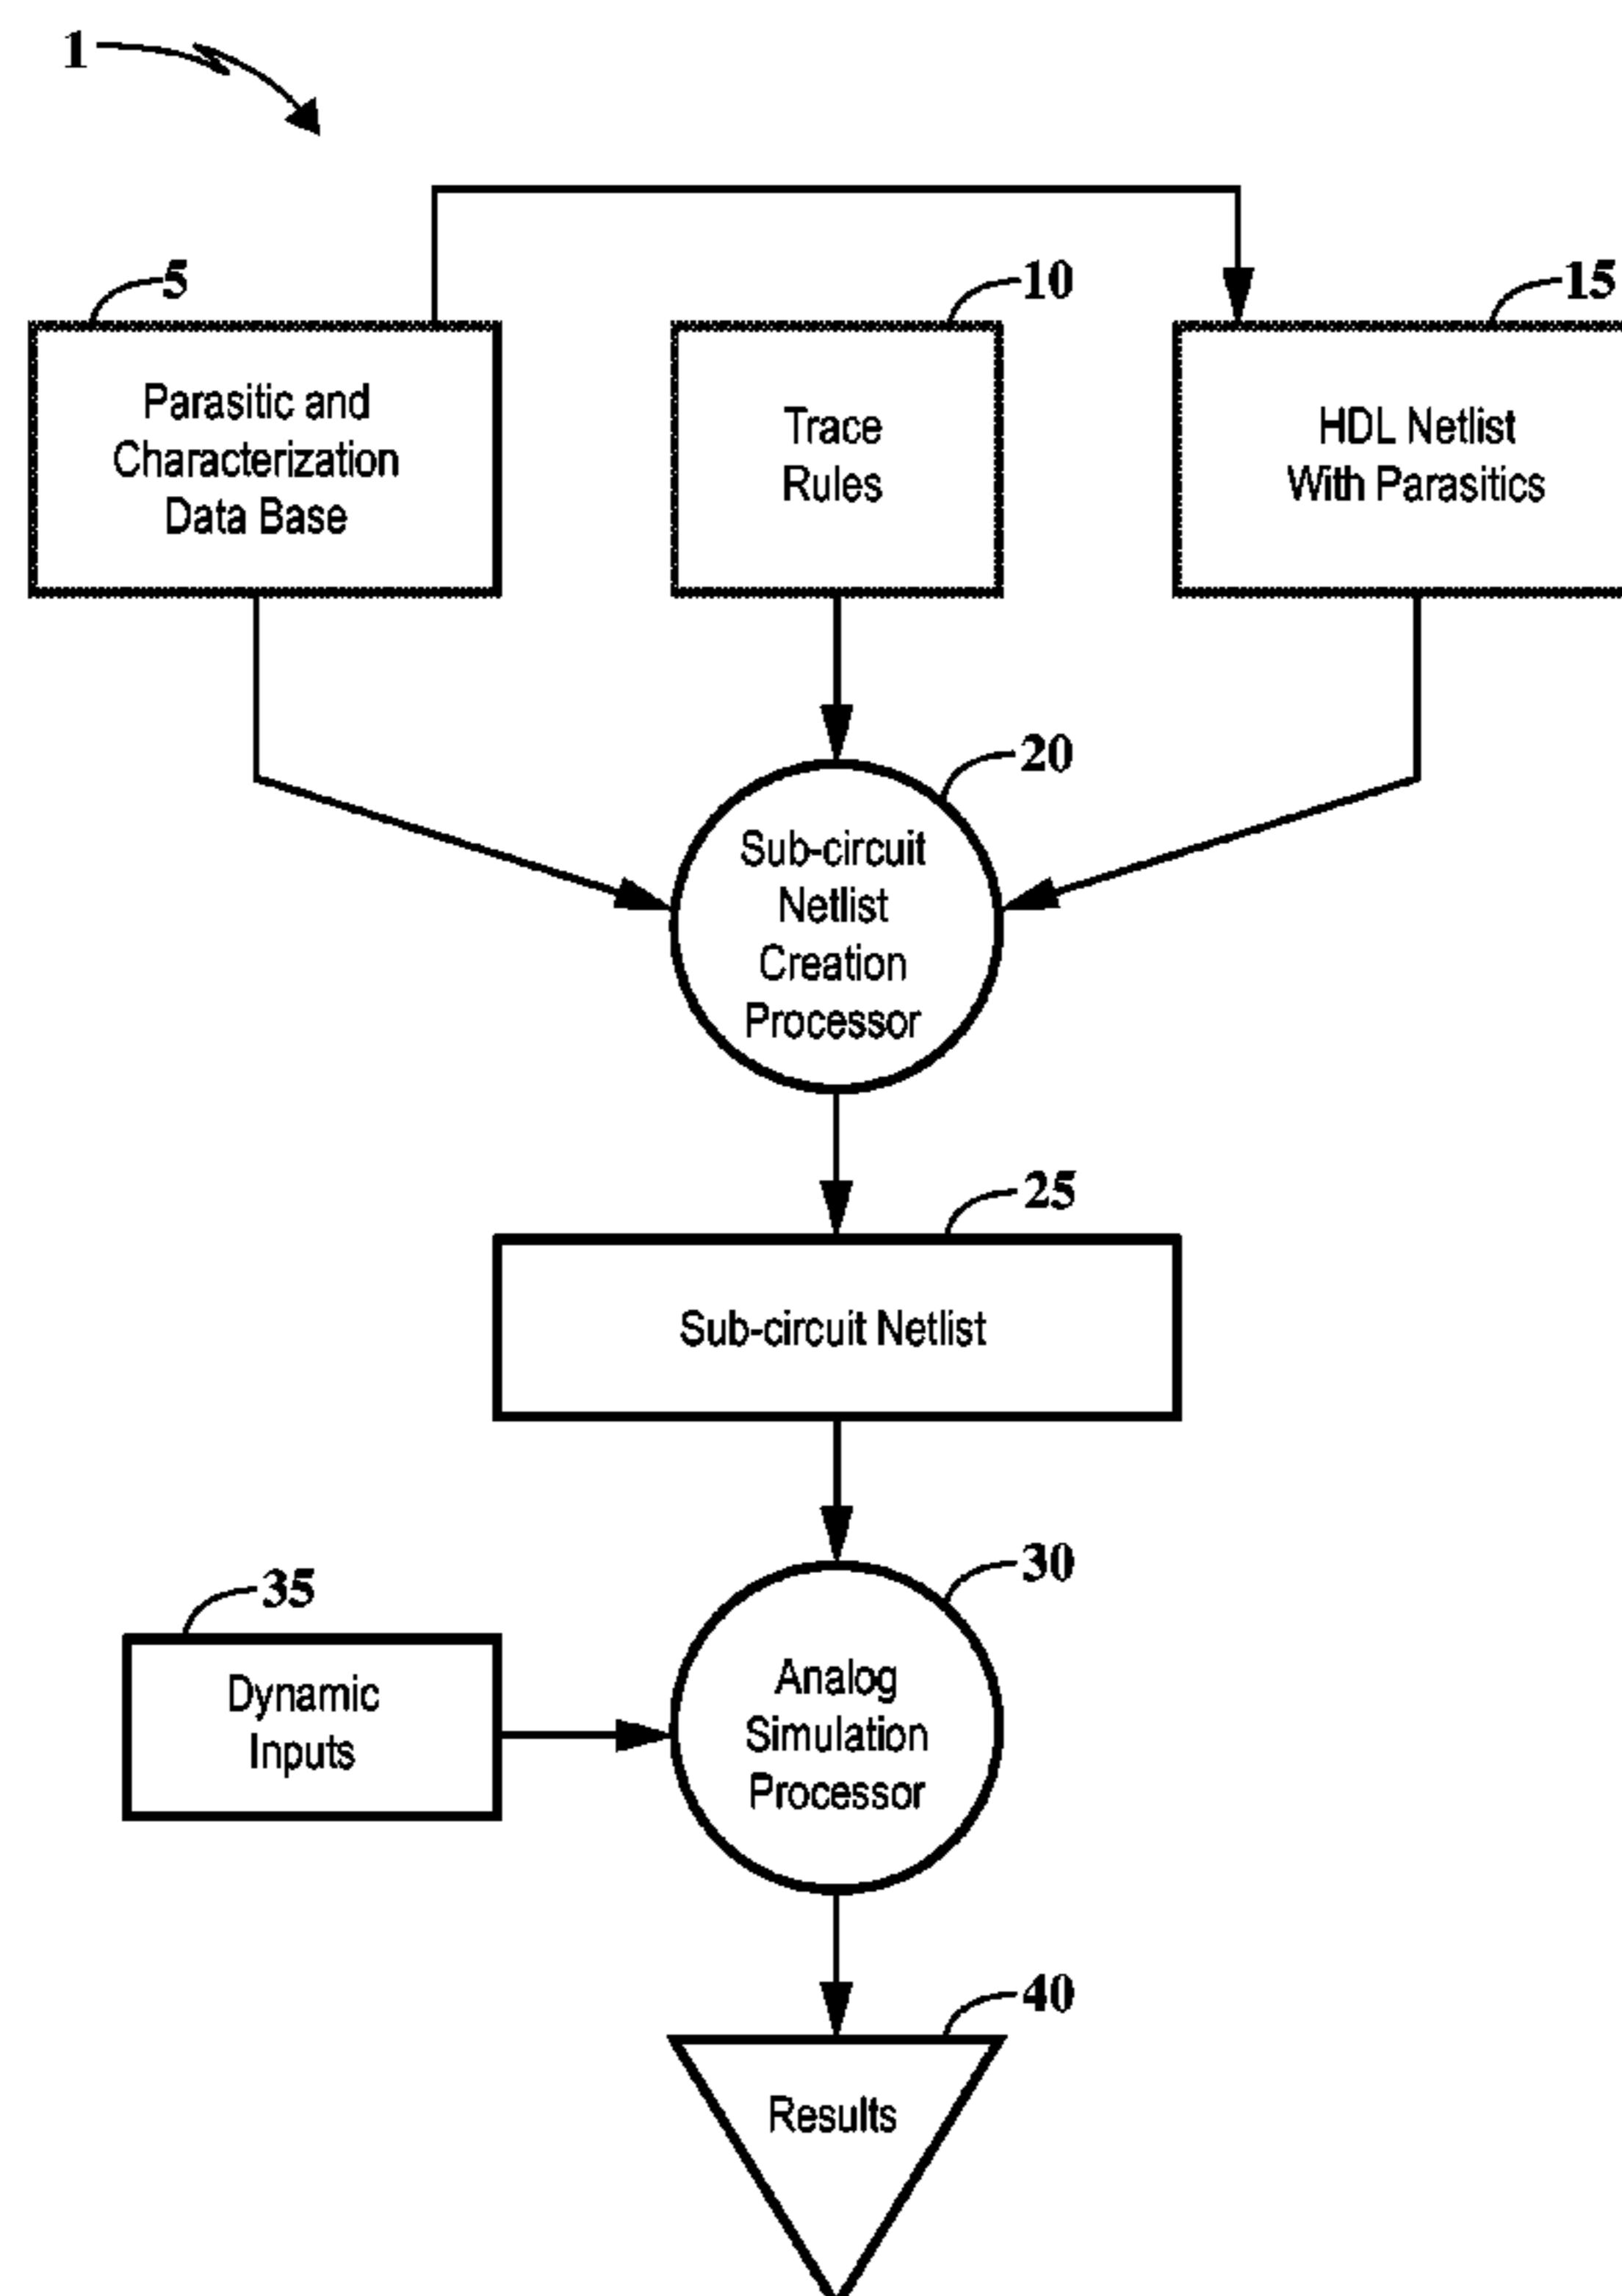 1
5
10
15
Parasitic and
Characterization
Data Base
Trace
Rules
HDL Netlist
With Parasitics
20
Sub-circuit
Netlist
Creation
Processor
25
Sub-circuit Netlist
30
35
Dynamic
Inputs
Analog
Simulation
Processor
40
Results